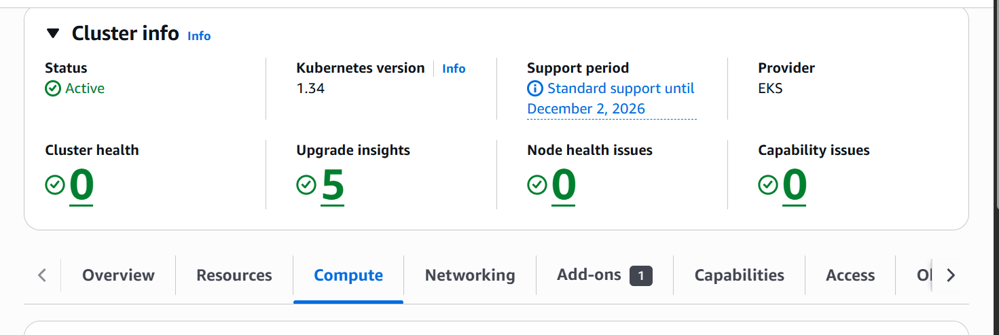 Cluster info Info
Status
Active
Kubernetes version Info
1.34
Support period
Standard support until
December 2, 2026
Provider
EKS
Cluster health
0
Upgrade insights
5
Node health issues
0
Capability issues
0
Overview Resources Compute Networking Add-ons 1 Capabilities Access